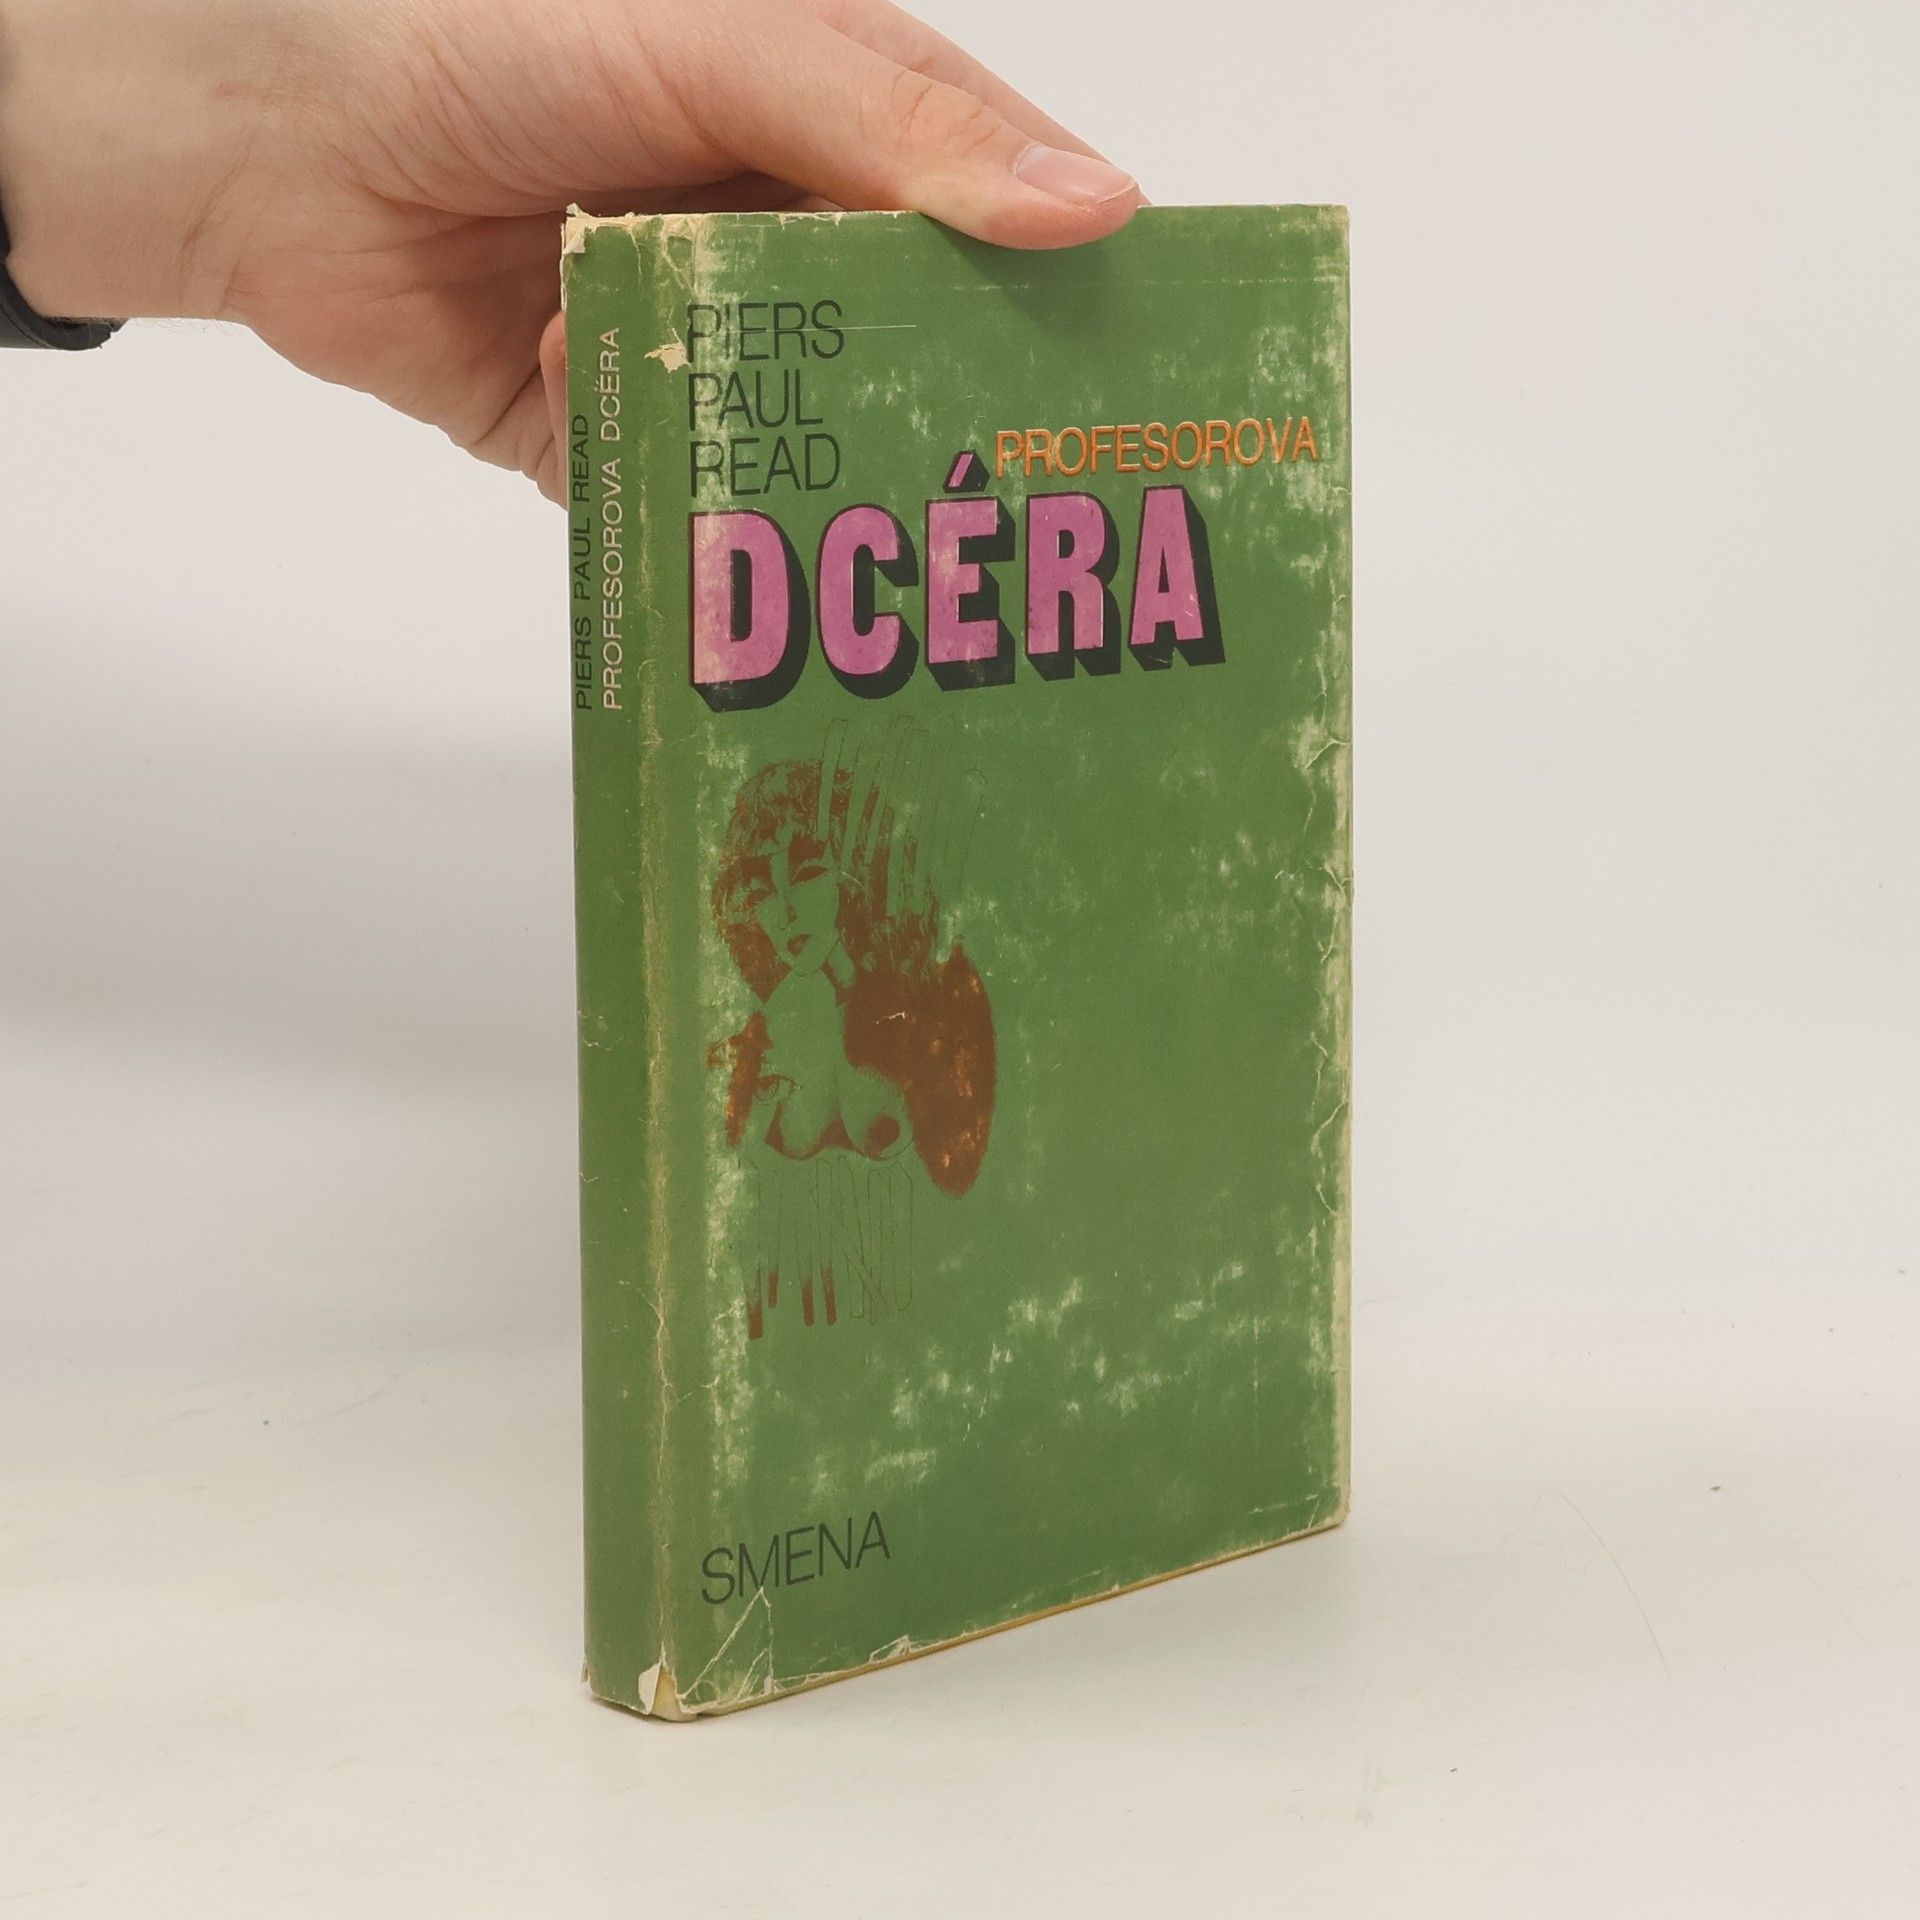 PIERS PAUL READ
PROFESOROVA DCÉRA
PIERS
PAUL
READ
PROFESOROVA
DCÉRA
SMENA